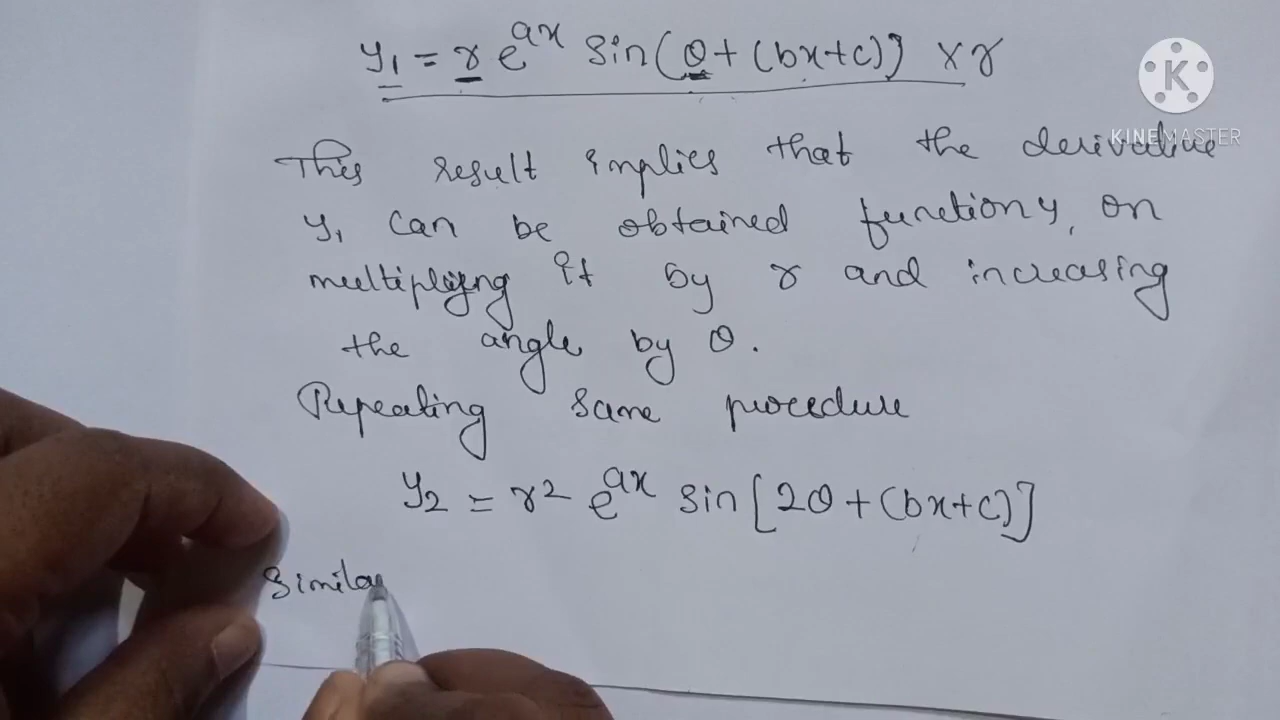 y₁ = r e^ax sin(θ + (bx+c)] × r
K
KINEMASTER
This result implies that the derivative
y₁ can be obtained function y, on
multiplying it by r and increasing
the angle by θ.
Repeating same procedure
y₂ = r² e^ax sin[2θ + (bx+c)]
Simila